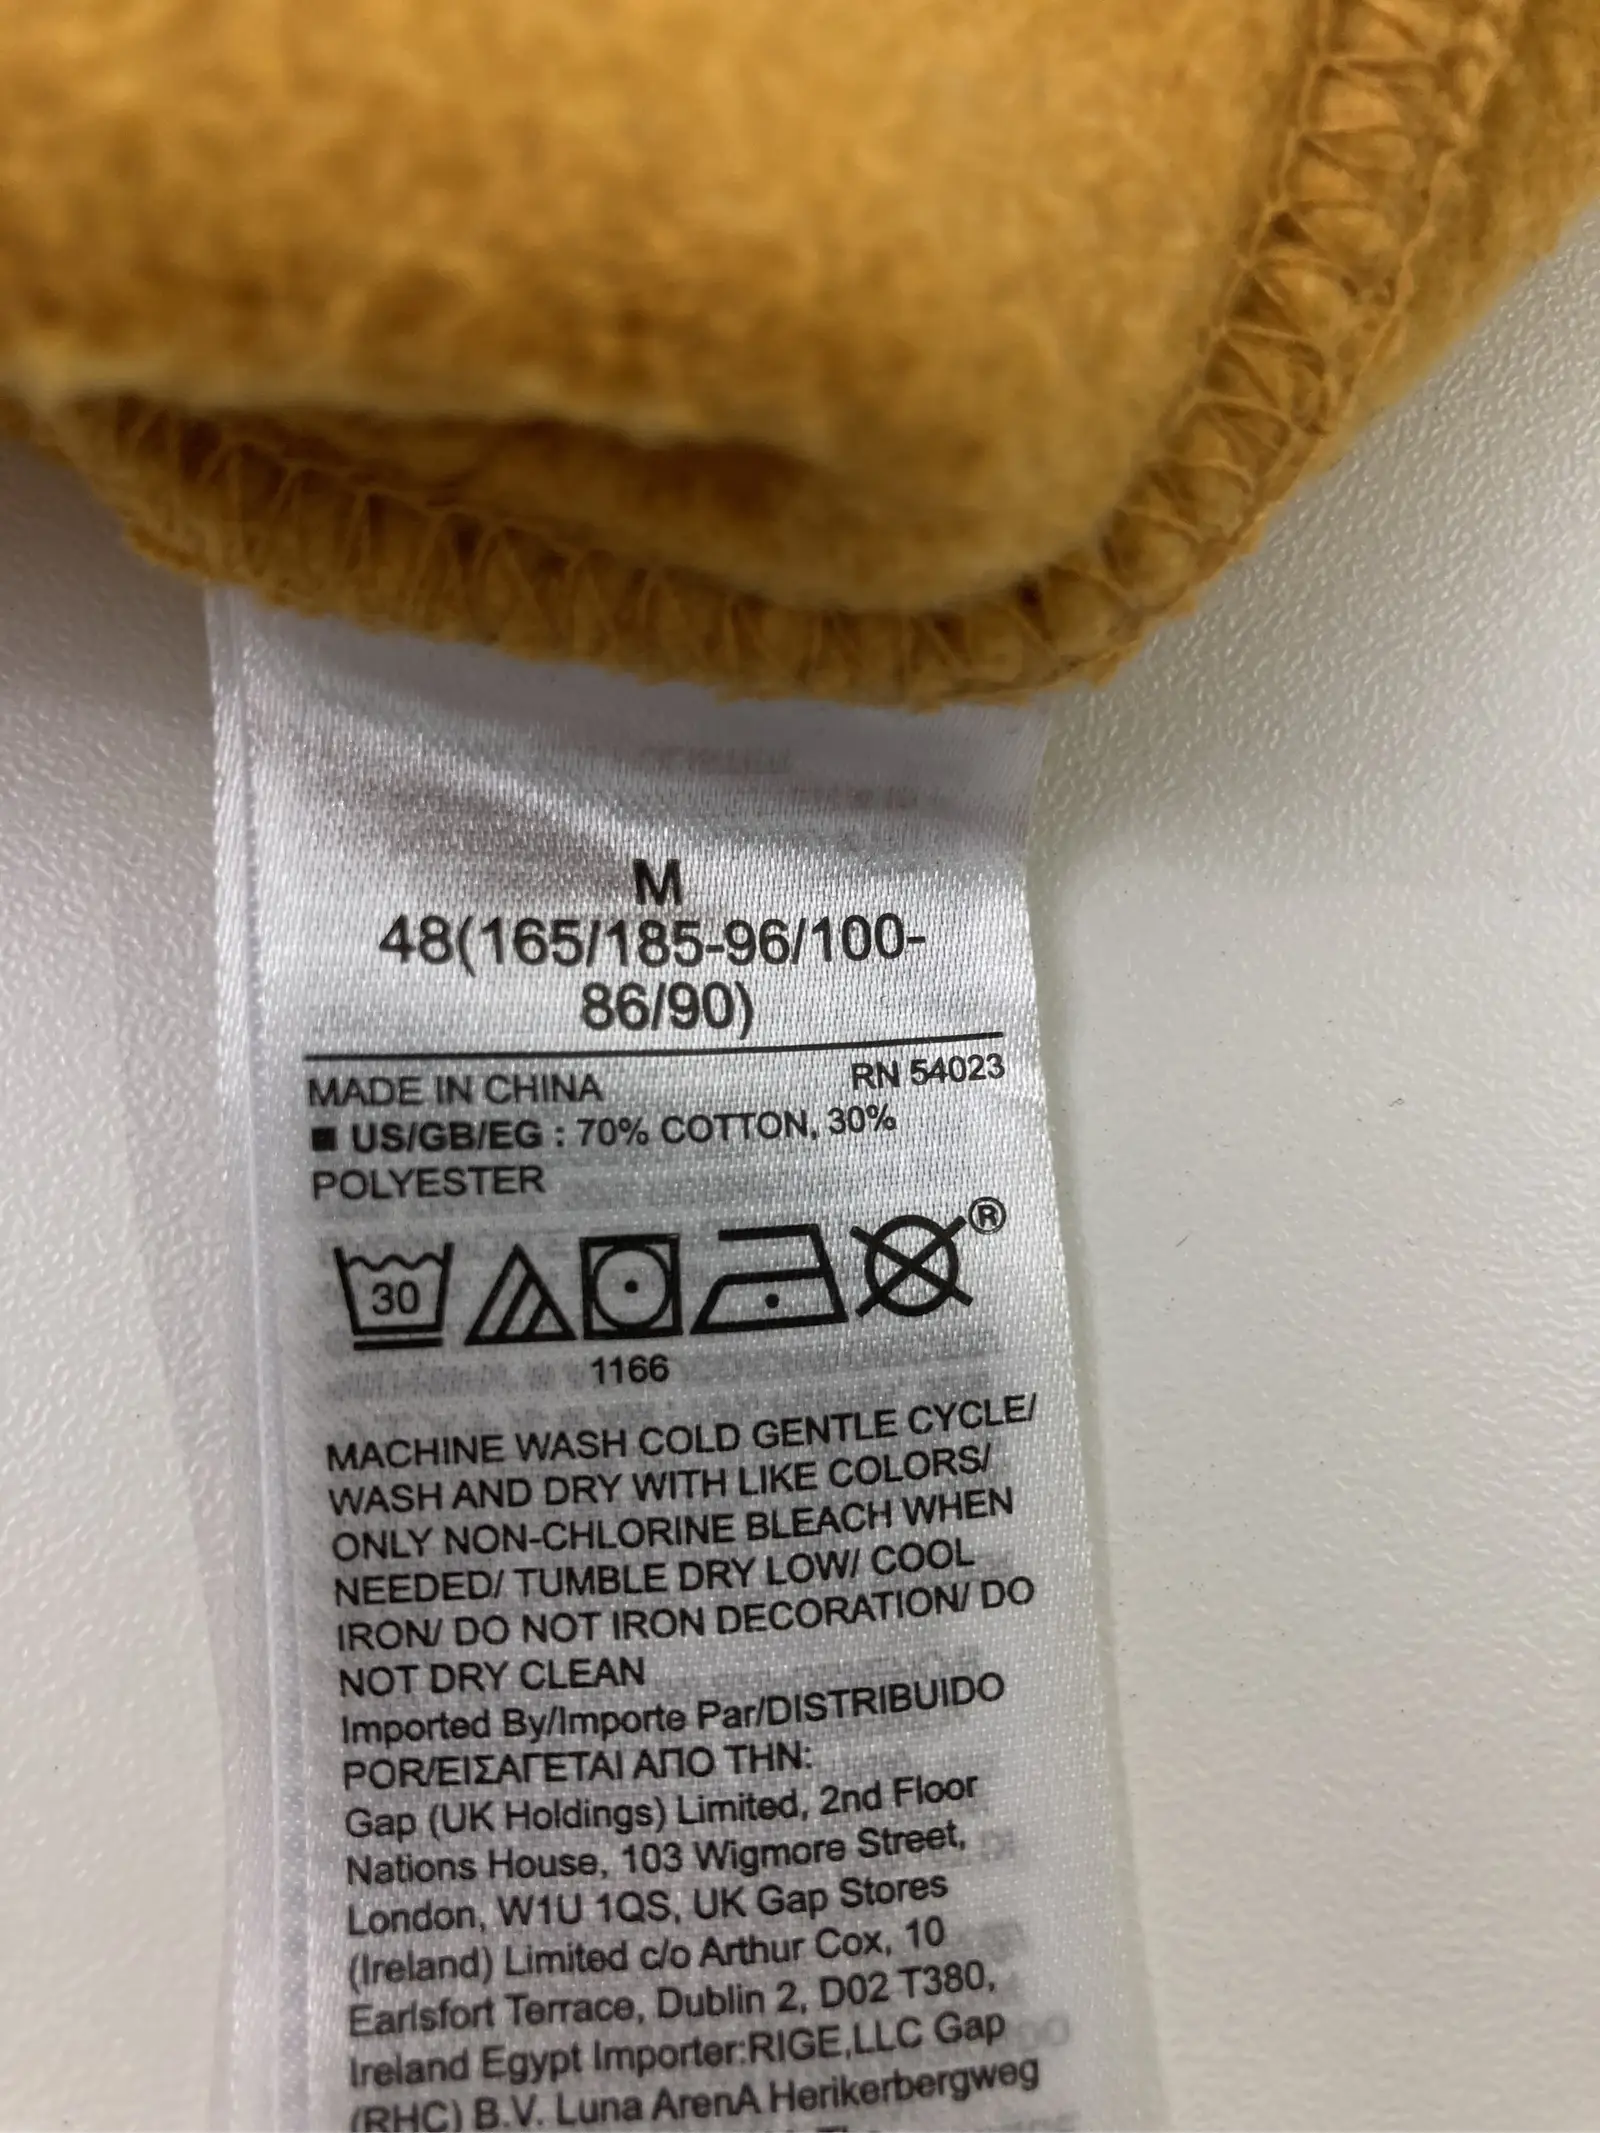 M
48(165/185-96/100-
86/90)
MADE IN CHINA RN 54023
■ US/GB/EG : 70% COTTON, 30%
POLYESTER
30
®
1166
MACHINE WASH COLD GENTLE CYCLE/
WASH AND DRY WITH LIKE COLORS/
ONLY NON-CHLORINE BLEACH WHEN
NEEDED/ TUMBLE DRY LOW/ COOL
IRON/ DO NOT IRON DECORATION/ DO
NOT DRY CLEAN
Imported By/Importe Par/DISTRIBUIDO
POR/ΕΙΣΑΓΕΤΑΙ ΑΠΟ ΤΗΝ:
Gap (UK Holdings) Limited, 2nd Floor
Nations House, 103 Wigmore Street,
London, W1U 1QS, UK Gap Stores
(Ireland) Limited c/o Arthur Cox, 10
Earlsfort Terrace, Dublin 2, D02 T380,
Ireland Egypt Importer:RIGE,LLC Gap
(RHC) B.V. Luna ArenA Herikerbergweg